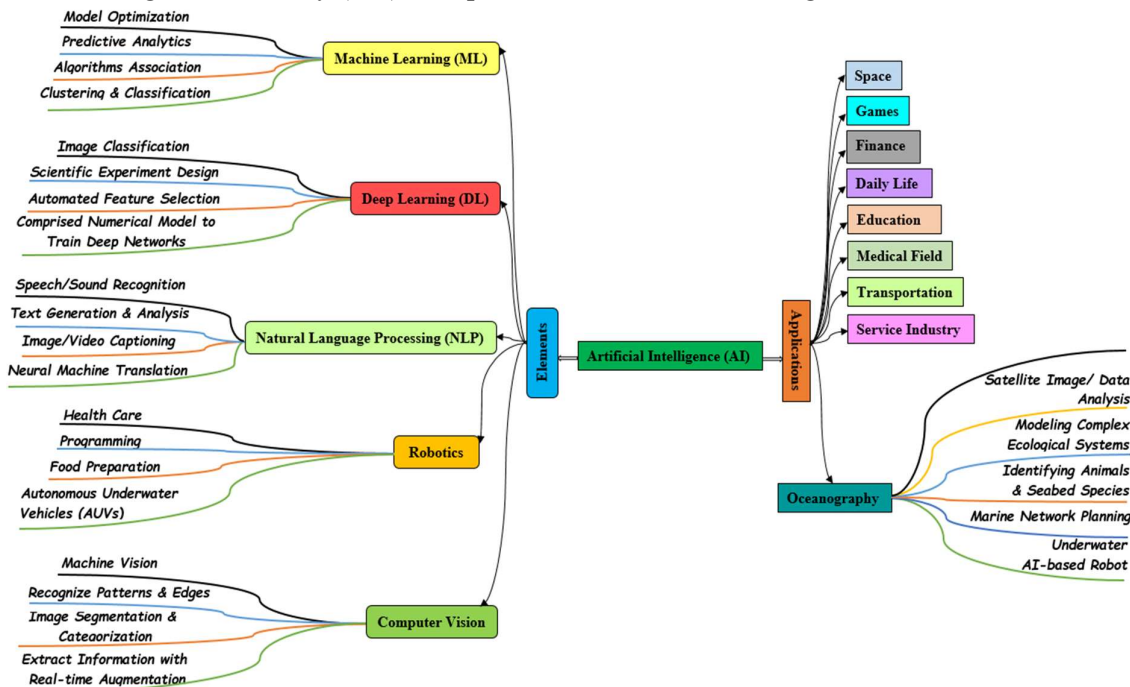 Model Optimization
Predictive Analytics
Algorithms Association
Clustering & Classification
Machine Learning (ML)
Image Classification
Scientific Experiment Design
Automated Feature Selection
Comprised Numerical Model to
Train Deep Networks
Deep Learning (DL)
Speech/Sound Recognition
Text Generation & Analysis
Image/Video Captioning
Neural Machine Translation
Natural Language Processing (NLP)
Health Care
Programming
Food Preparation
Autonomous Underwater
Vehicles (AUVs)
Robotics
Machine Vision
Recognize Patterns & Edges
Image Segmentation &
Categorization
Extract Information with
Real-time Augmentation
Computer Vision
Elements
Artificial Intelligence (AI)
Applications
Space
Games
Finance
Daily Life
Education
Medical Field
Transportation
Service Industry
Oceanography
Satellite Image/ Data
Analysis
Modeling Complex
Ecological Systems
Identifying Animals
& Seabed Species
Marine Network Planning
Underwater
AI-based Robot